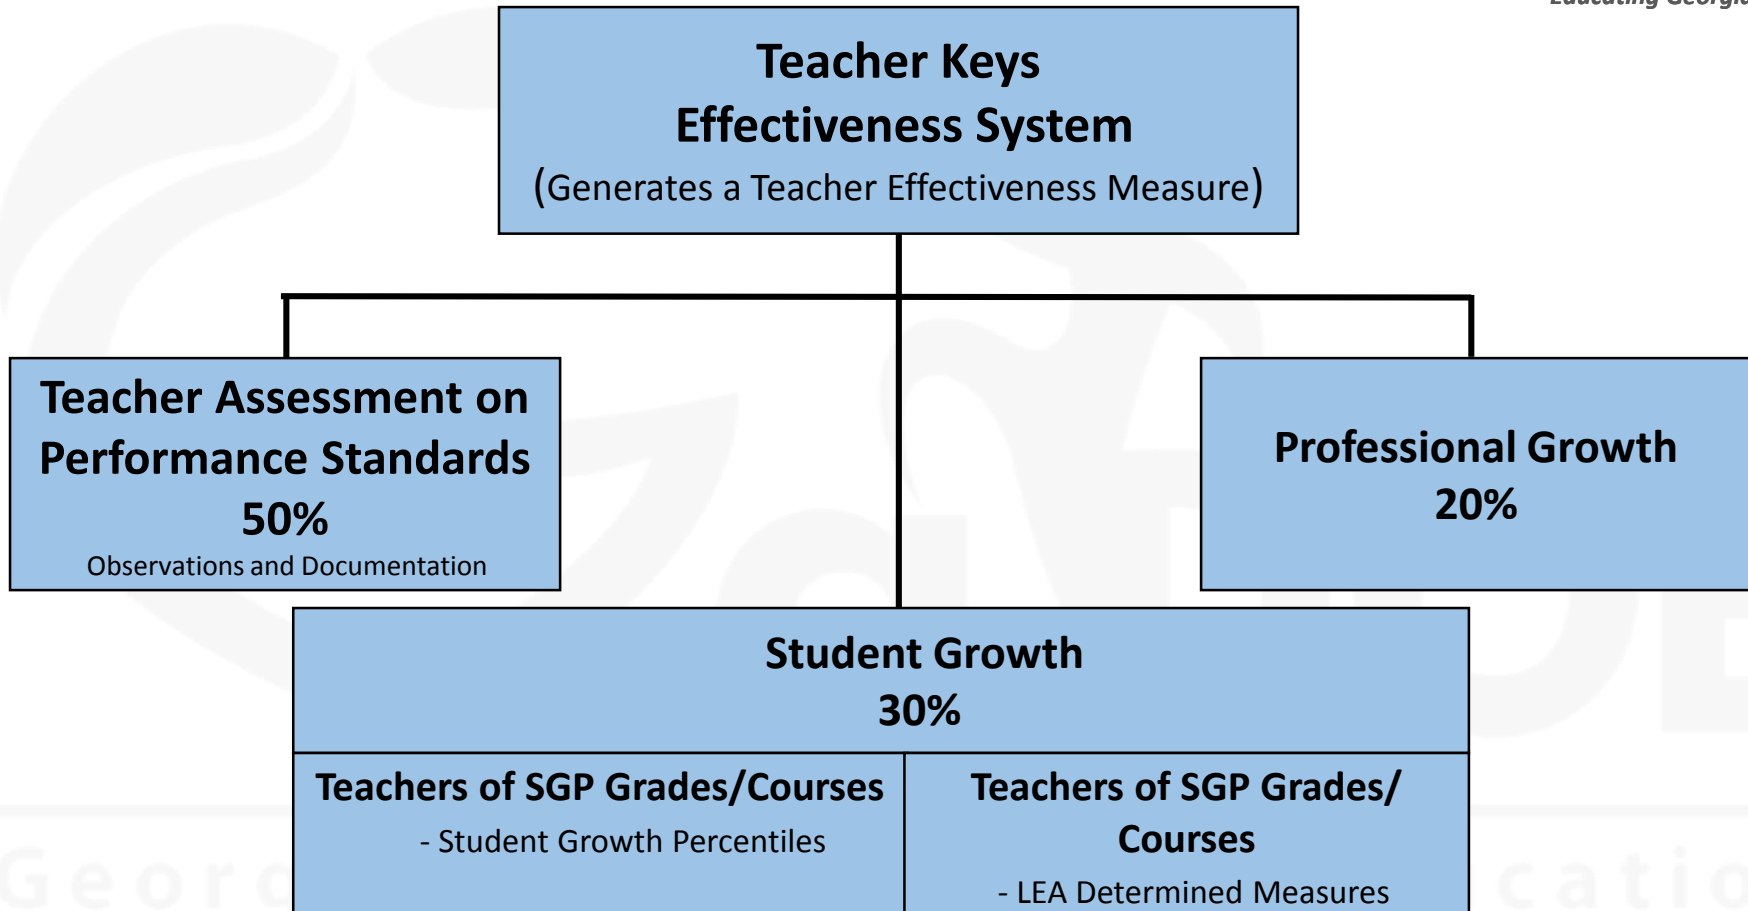 Educating Georgia
Teacher Keys
Effectiveness System
(Generates a Teacher Effectiveness Measure)
Teacher Assessment on
Performance Standards
50%
Observations and Documentation
Professional Growth
20%
Student Growth
30%
Teachers of SGP Grades/Courses
- Student Growth Percentiles
Teachers of SGP Grades/
Courses
- LEA Determined Measures